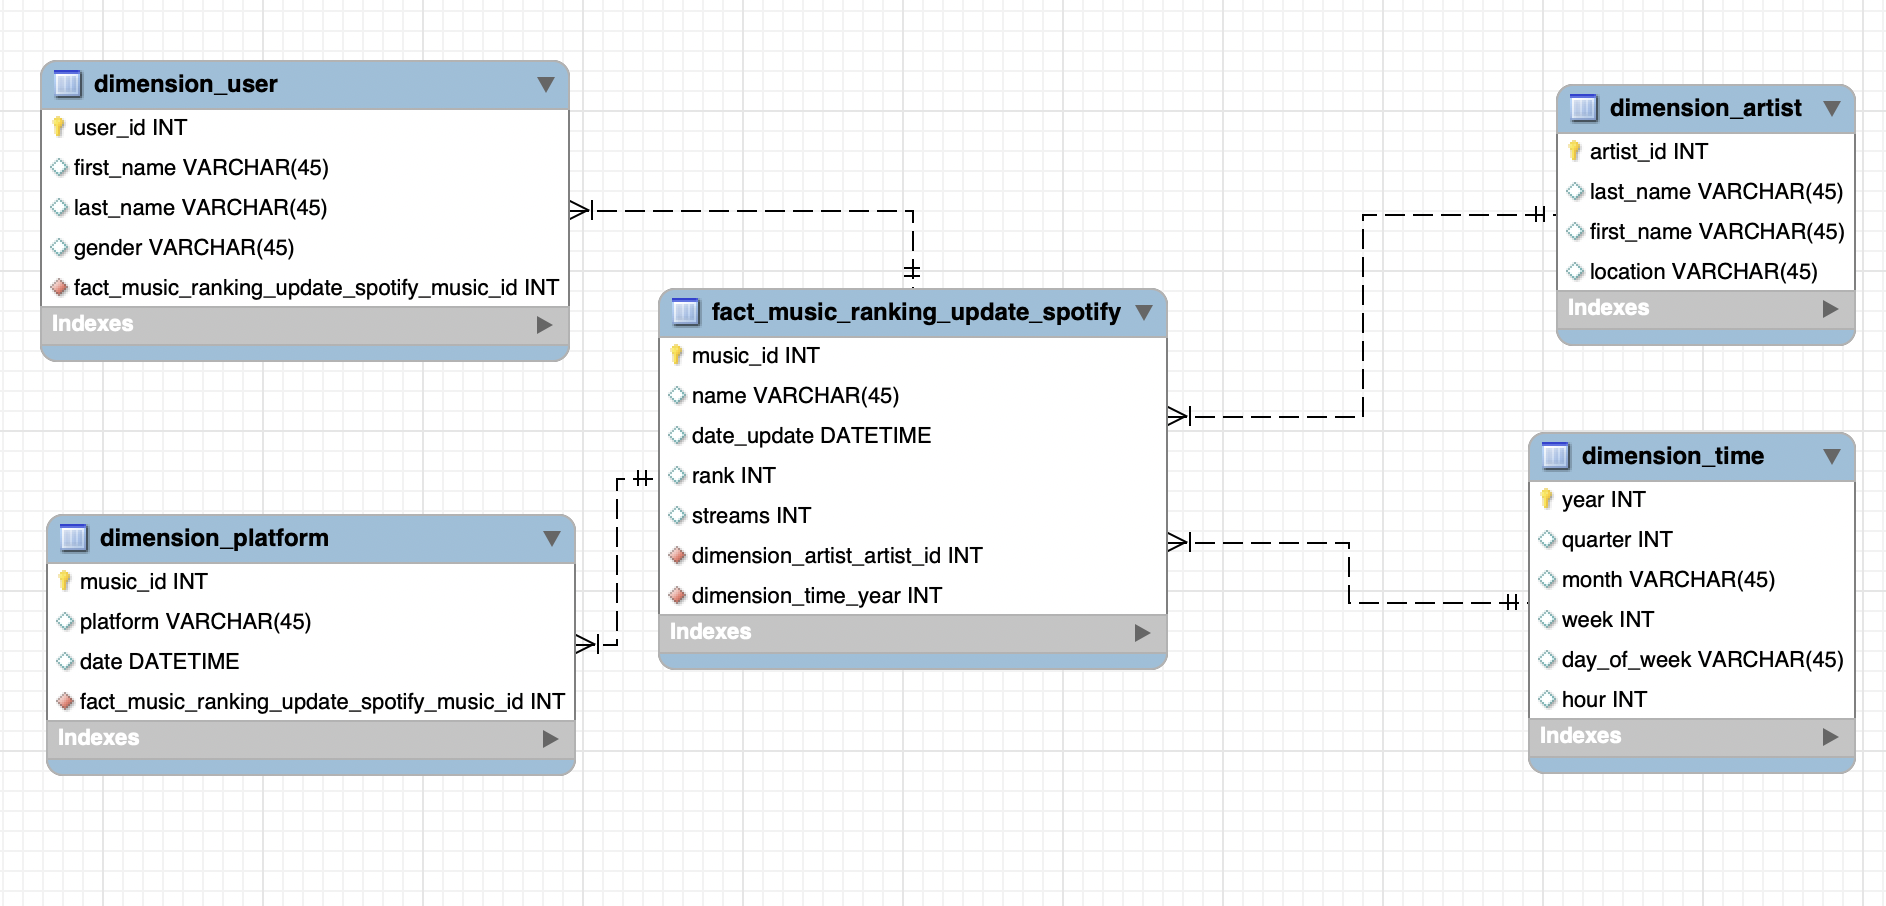 dimension_user
user_id INT
first_name VARCHAR(45)
last_name VARCHAR(45)
gender VARCHAR(45)
fact_music_ranking_update_spotify_music_id INT
Indexes
dimension_platform
music_id INT
platform VARCHAR(45)
date DATETIME
fact_music_ranking_update_spotify_music_id INT
Indexes
fact_music_ranking_update_spotify
music_id INT
name VARCHAR(45)
date_update DATETIME
rank INT
streams INT
dimension_artist_artist_id INT
dimension_time_year INT
Indexes
dimension_artist
artist_id INT
last_name VARCHAR(45)
first_name VARCHAR(45)
location VARCHAR(45)
Indexes
dimension_time
year INT
quarter INT
month VARCHAR(45)
week INT
day_of_week VARCHAR(45)
hour INT
Indexes